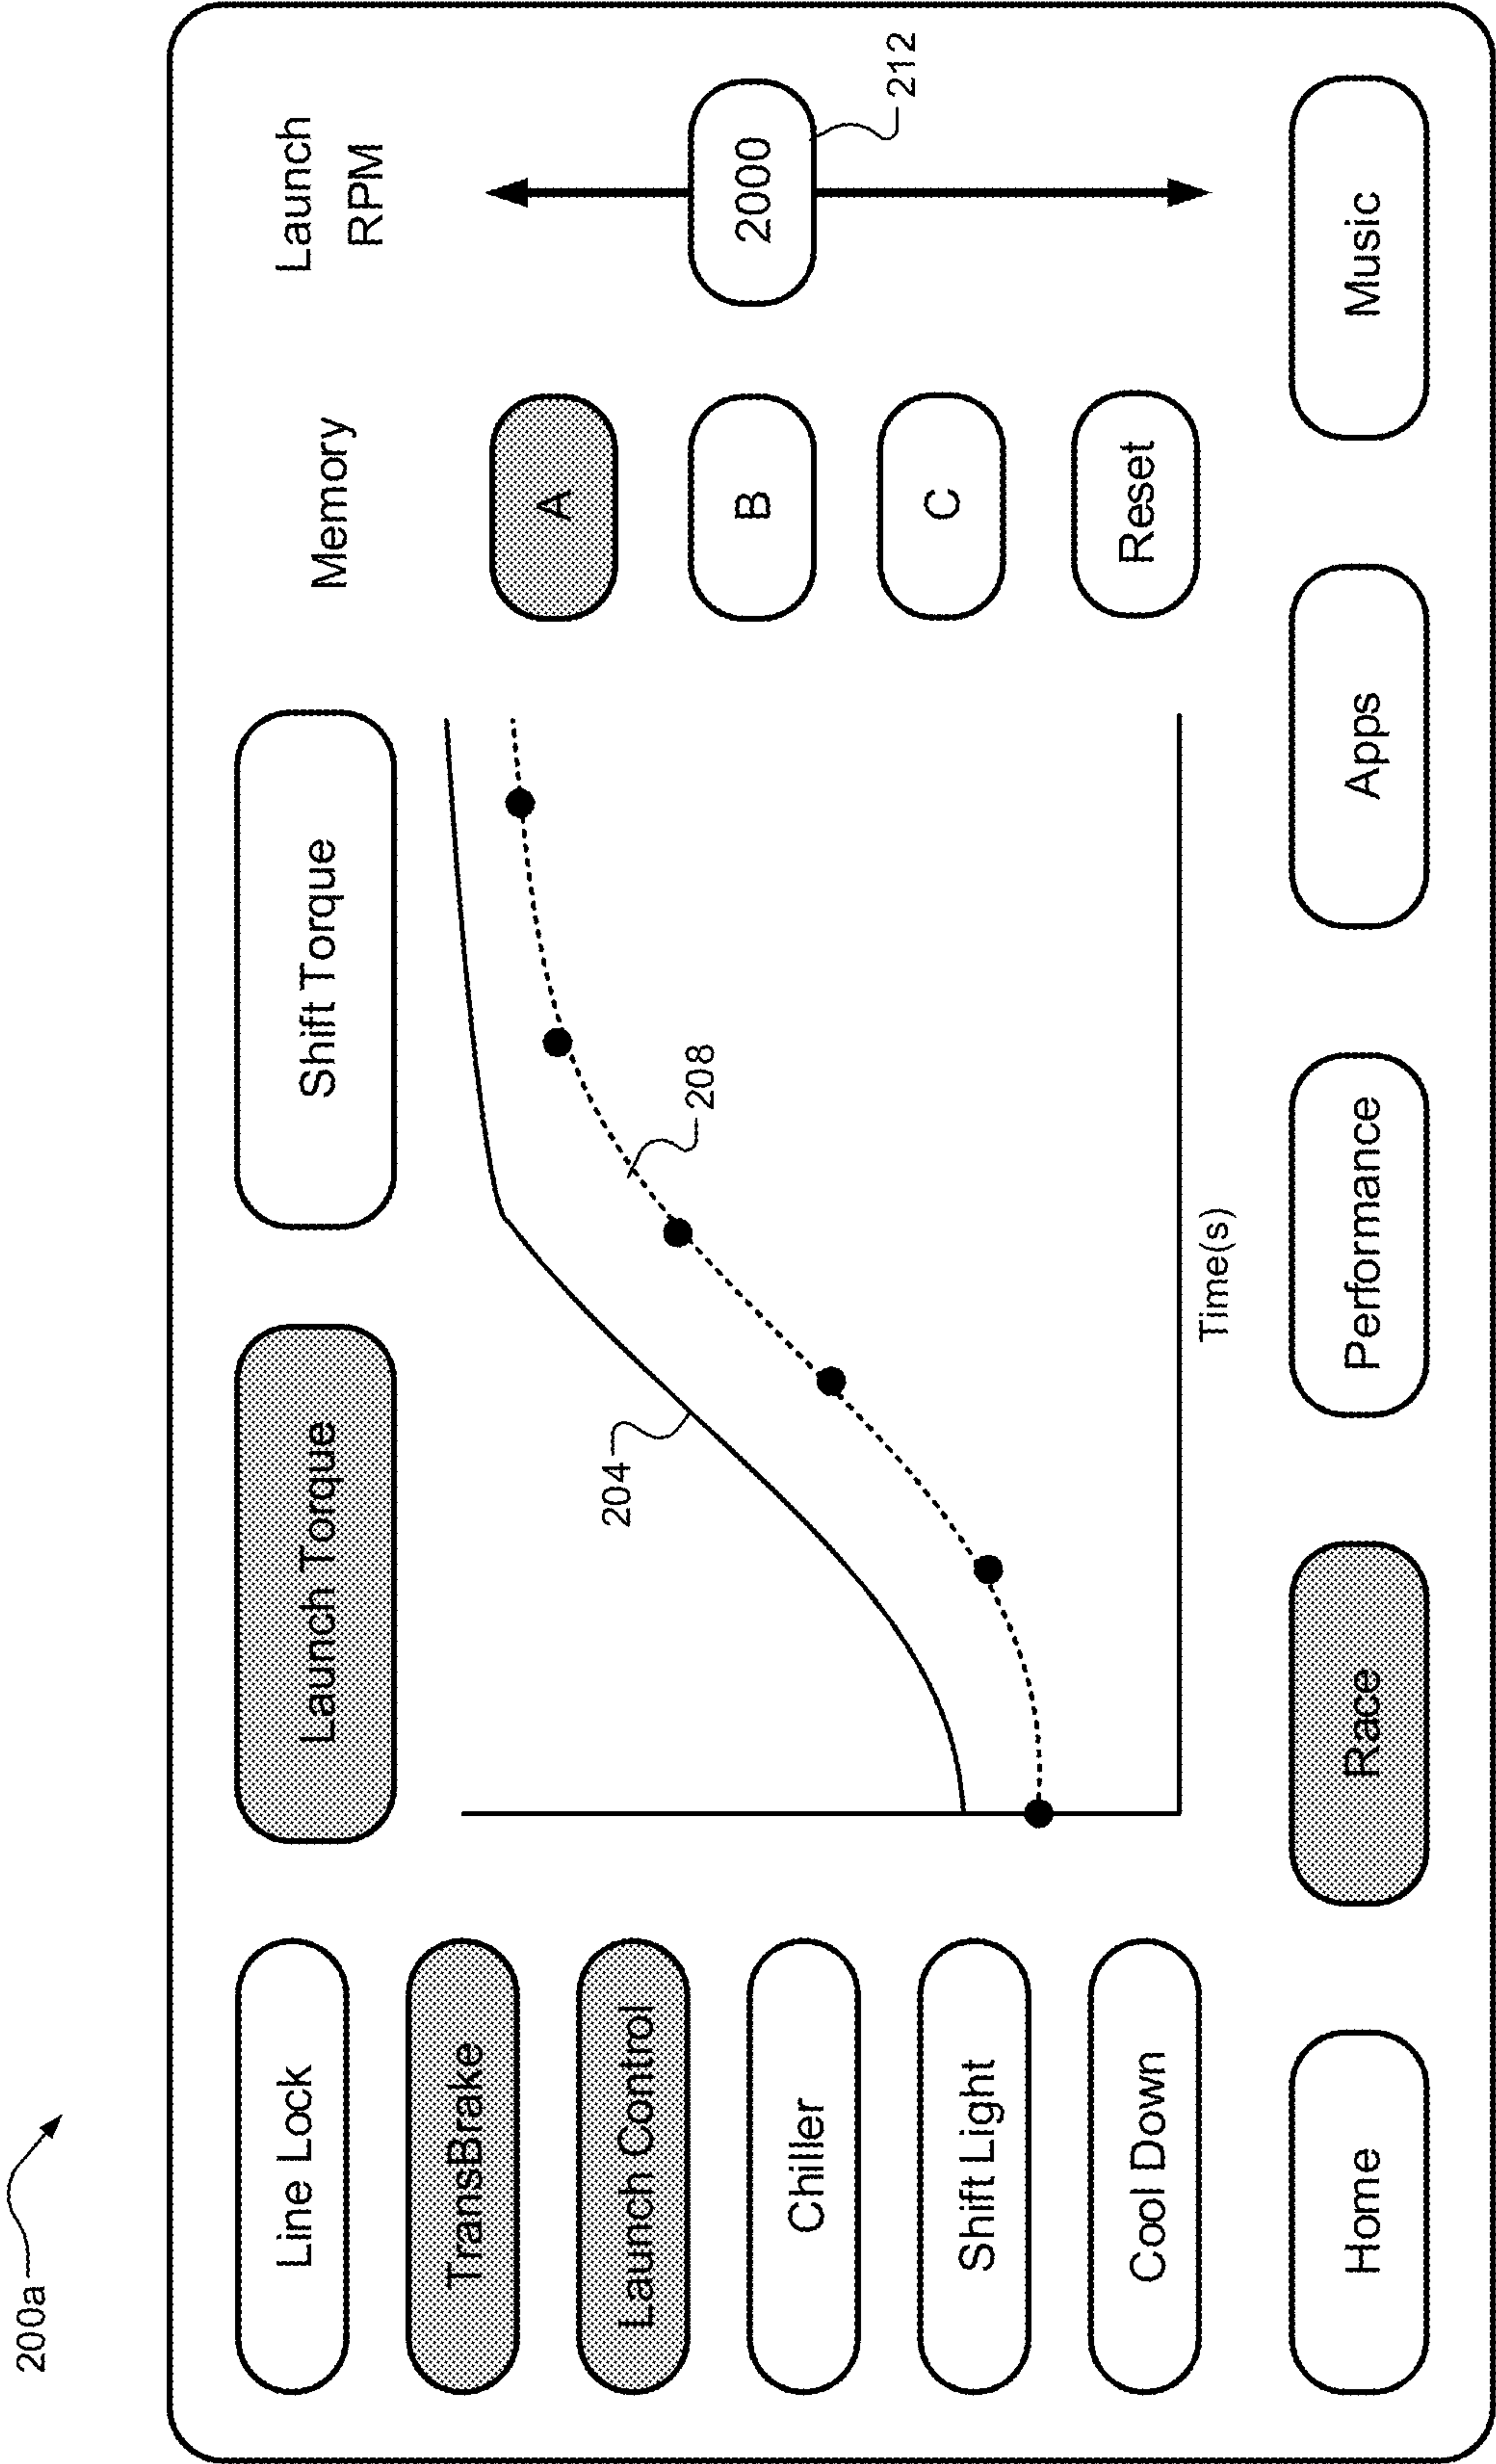 200a
Line Lock
TransBrake
Launch Control
Chiller
Shift Light
Cool Down
Launch Torque
Shift Torque
204
208
Time(s)
Memory
A
B
C
Reset
Launch
RPM
2000
212
Home
Race
Performance
Apps
Music